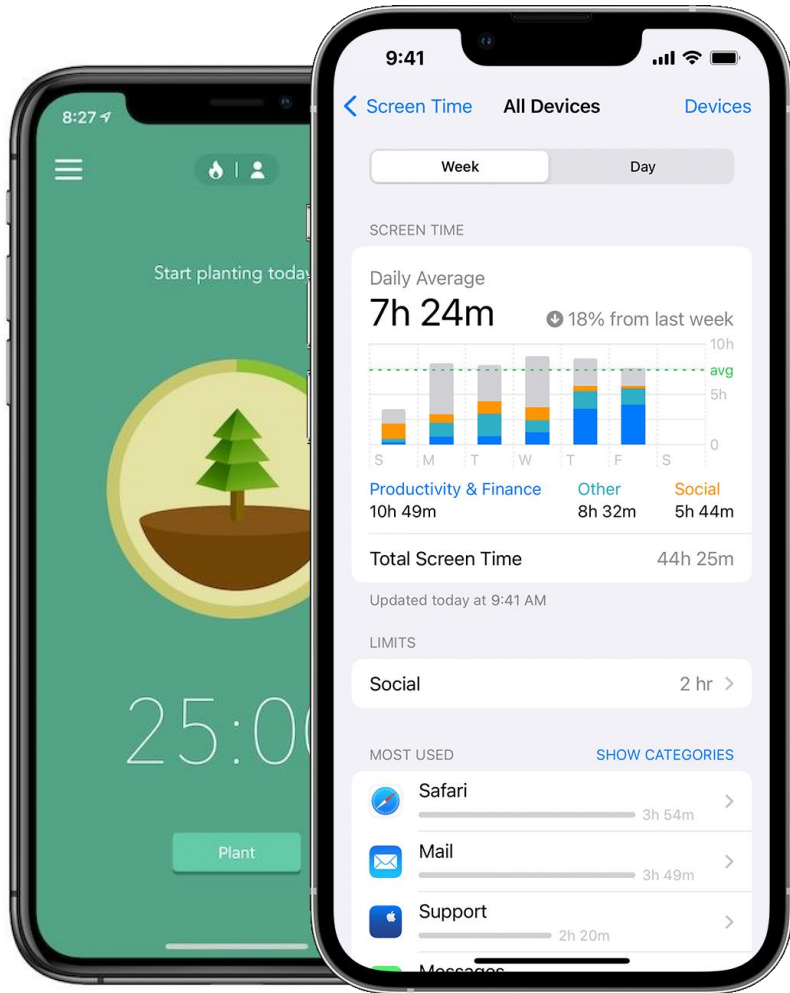 8:27
Start planting today
25:00
Plant
9:41
Screen Time
All Devices
Devices
Week
Day
SCREEN TIME
Daily Average
7h 24m
18% from last week
10h
avg
5h
0
S M T W T F S
Productivity & Finance
Other
Social
10h 49m
8h 32m
5h 44m
Total Screen Time
44h 25m
Updated today at 9:41 AM
LIMITS
Social
2 hr
MOST USED
SHOW CATEGORIES
Safari
3h 54m
Mail
3h 49m
Support
2h 20m
Messages